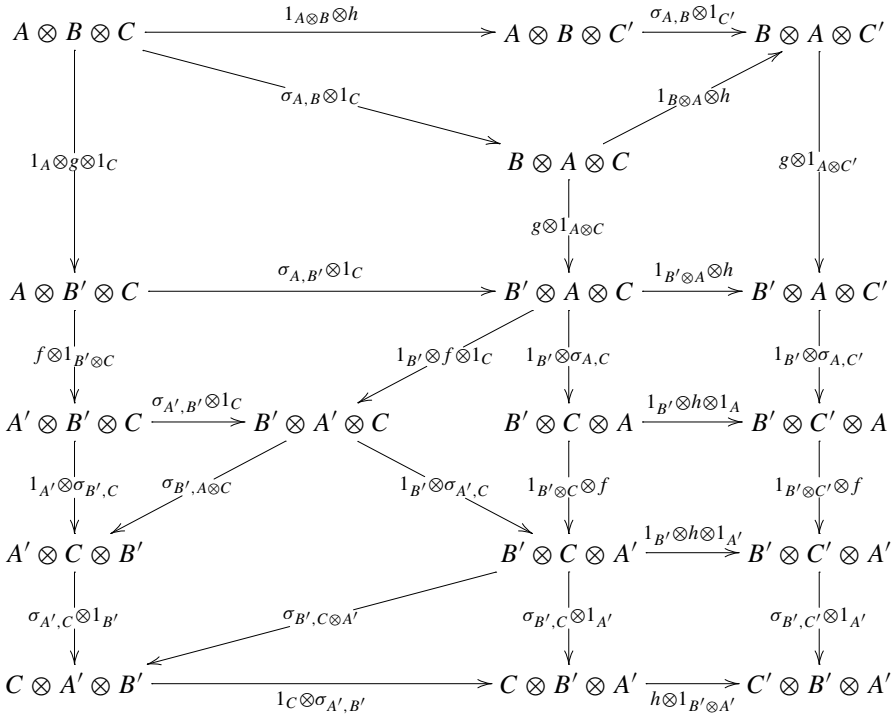 1_{A⊗B}⊗h σ_{A,B}⊗1_{C′}
A ⊗ B ⊗ C A ⊗ B ⊗ C′ B ⊗ A ⊗ C′
σ_{A,B}⊗1_C 1_{B⊗A}⊗h
1_A⊗g⊗1_C B ⊗ A ⊗ C g⊗1_{A⊗C′}
g⊗1_{A⊗C}
σ_{A,B′}⊗1_C 1_{B′⊗A}⊗h
A ⊗ B′ ⊗ C B′ ⊗ A ⊗ C B′ ⊗ A ⊗ C′
f⊗1_{B′⊗C} 1_{B′}⊗f⊗1_C 1_{B′}⊗σ_{A,C} 1_{B′}⊗σ_{A,C′}
σ_{A′,B′}⊗1_C 1_{B′}⊗h⊗1_A
A′ ⊗ B′ ⊗ C B′ ⊗ A′ ⊗ C B′ ⊗ C ⊗ A B′ ⊗ C′ ⊗ A
1_{A′}⊗σ_{B′,C} σ_{B′,A⊗C} 1_{B′}⊗σ_{A′,C} 1_{B′⊗C}⊗f 1_{B′⊗C′}⊗f
1_{B′}⊗h⊗1_{A′}
A′ ⊗ C ⊗ B′ B′ ⊗ C ⊗ A′ B′ ⊗ C′ ⊗ A′
σ_{A′,C}⊗1_{B′} σ_{B′,C⊗A′} σ_{B′,C}⊗1_{A′} σ_{B′,C′}⊗1_{A′}
C ⊗ A′ ⊗ B′ C ⊗ B′ ⊗ A′ C′ ⊗ B′ ⊗ A′
1_C⊗σ_{A′,B′} h⊗1_{B′⊗A′}